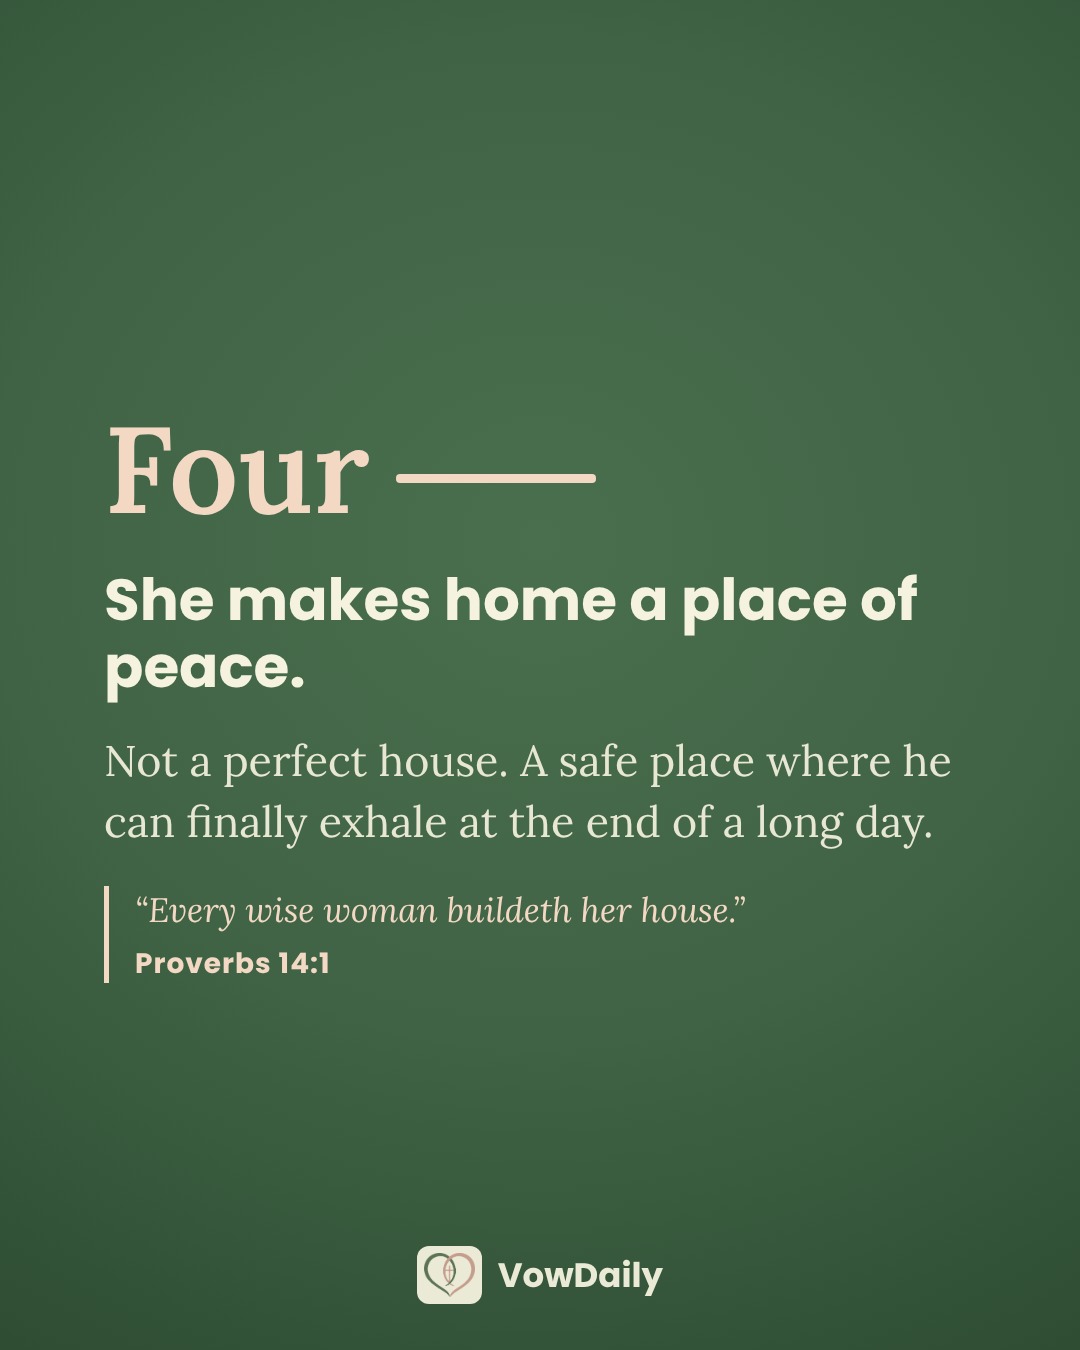 Four
She makes home a place of
peace.
Not a perfect house. A safe place where he
can finally exhale at the end of a long day.
“Every wise woman buildeth her house.”
Proverbs 14:1
VowDaily